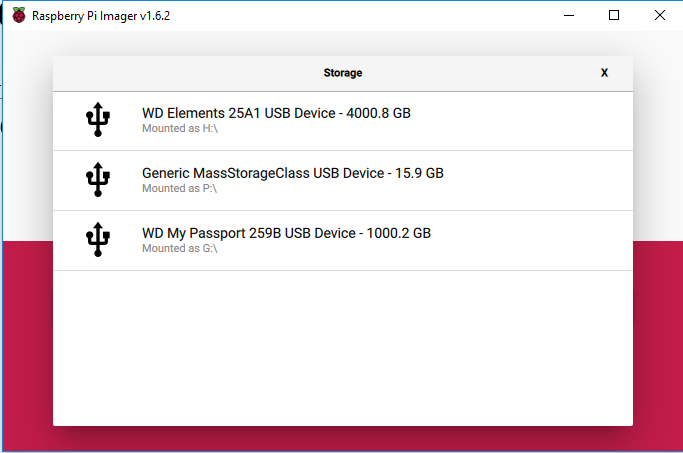 Raspberry Pi Imager v1.6.2
Storage
X
WD Elements 25A1 USB Device - 4000.8 GB
Mounted as H:\
Generic MassStorageClass USB Device - 15.9 GB
Mounted as P:\
WD My Passport 259B USB Device - 1000.2 GB
Mounted as G:\